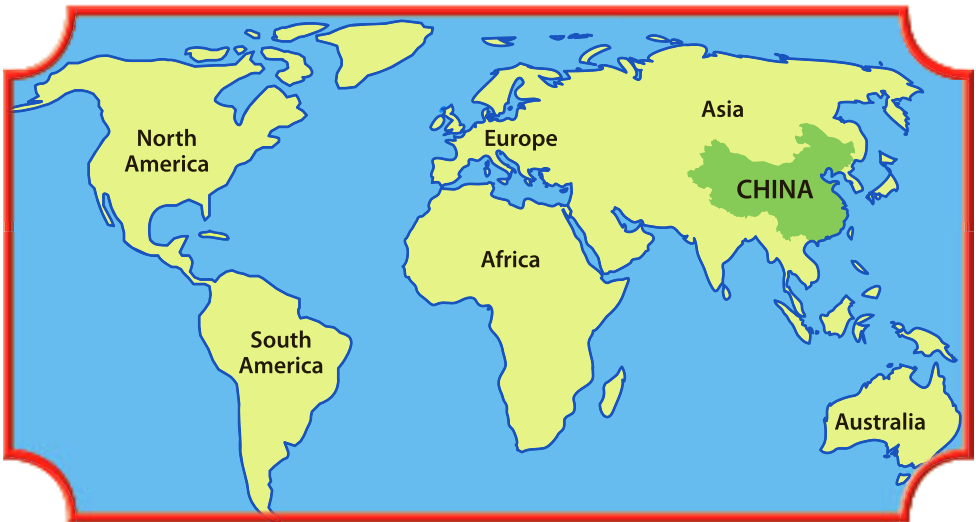 North
America
Europe
Asia
CHINA
Africa
South
America
Australia